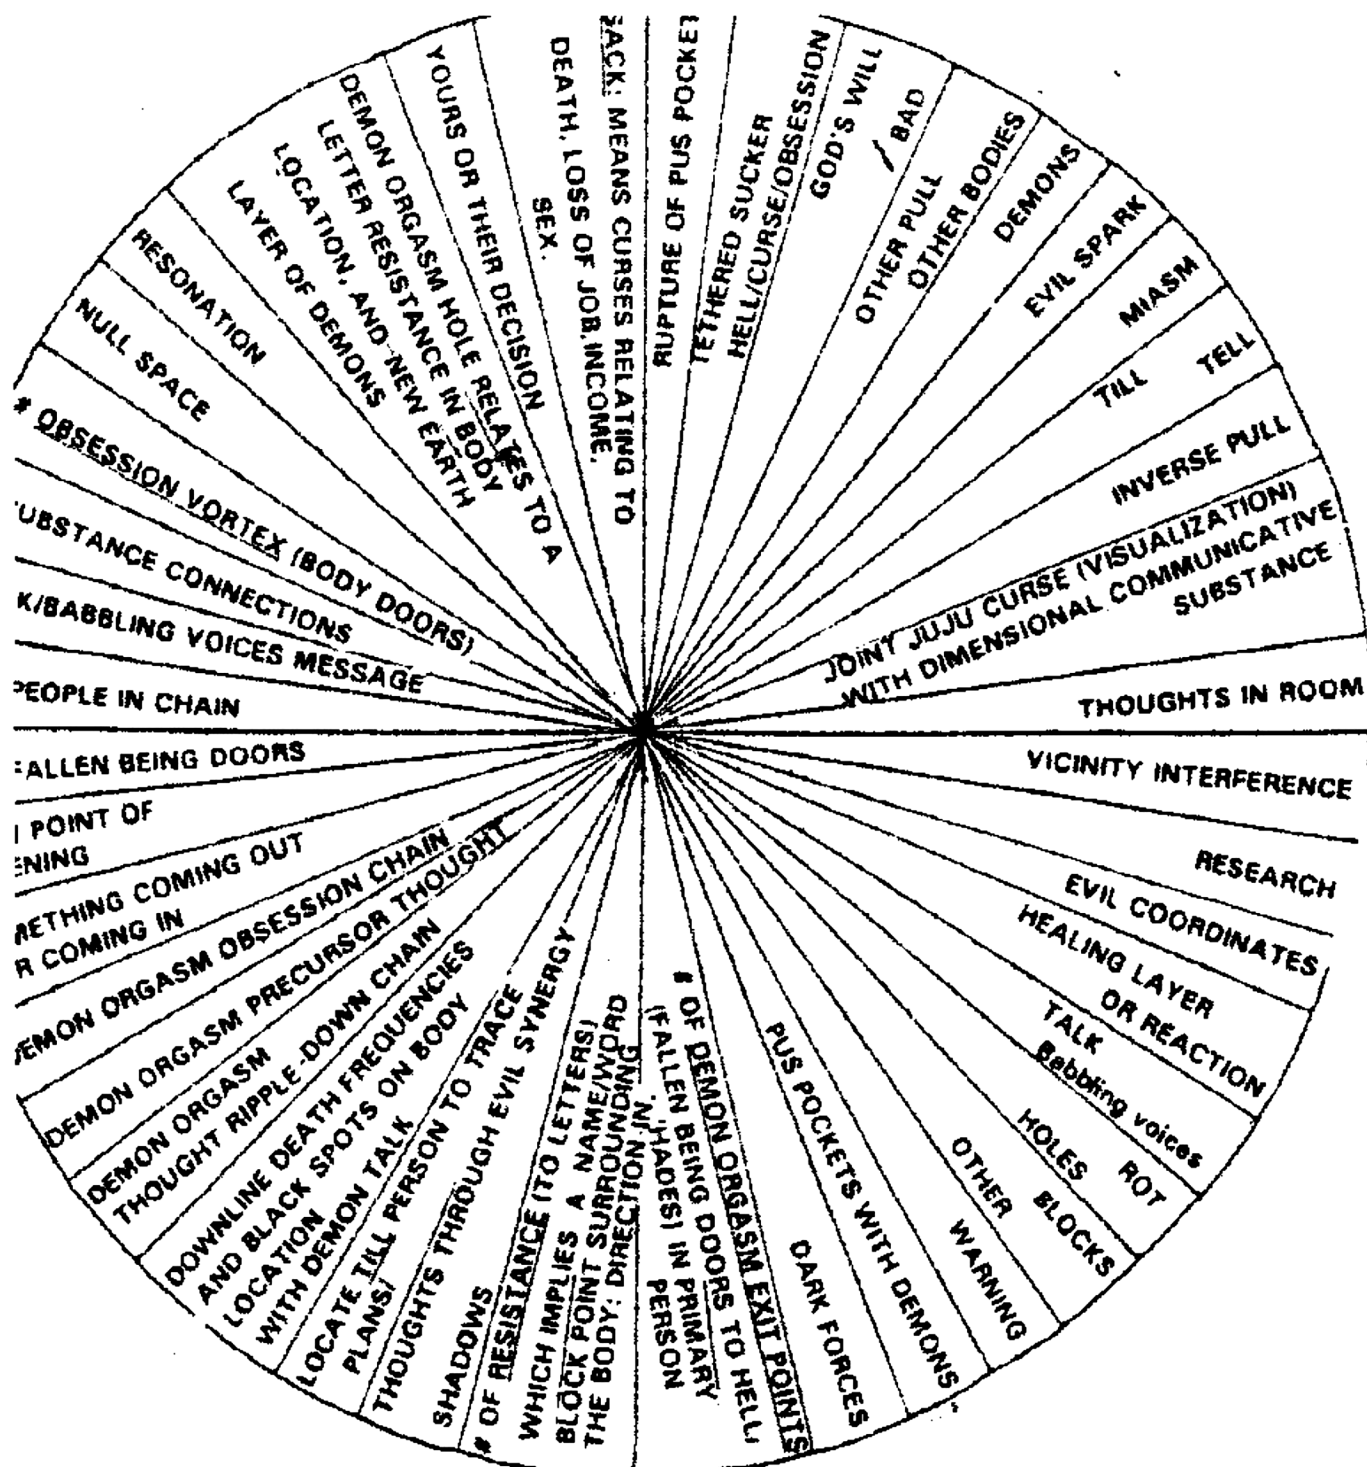 RUPTURE OF PUS POCKET
TETHERED SUCKER
HELL/CURSE/OBSESSION
GOD'S WILL
/ BAD
OTHER PULL
OTHER BODIES
DEMONS
EVIL SPARK
MIASM
TILL TELL
INVERSE PULL
JOINT JUJU CURSE (VISUALIZATION)
WITH DIMENSIONAL COMMUNICATIVE
SUBSTANCE
THOUGHTS IN ROOM
VICINITY INTERFERENCE
RESEARCH
EVIL COORDINATES
HEALING LAYER
OR REACTION
TALK
Babbling voices
ROT
HOLES
BLOCKS
OTHER
WARNING
PUS POCKETS WITH DEMONS
DARK FORCES
# OF DEMON ORGASM EXIT POINTS
(FALLEN BEING DOORS TO HELL/
'HADES) IN PRIMARY
PERSON
# OF RESISTANCE (TO LETTERS)
WHICH IMPLIES A NAME/WORD
BLOCK POINT SURROUNDING
THE BODY; DIRECTION IN.
SHADOWS
THOUGHTS THROUGH EVIL SYNERGY
LOCATE TILL PERSON TO TRACE
PLANS/
LOCATION
WITH DEMON TALK
DOWNLINE DEATH FREQUENCIES
AND BLACK SPOTS ON BODY
DEMON ORGASM
THOUGHT RIPPLE-DOWN CHAIN
DEMON ORGASM PRECURSOR THOUGHT
DEMON ORGASM OBSESSION CHAIN
METHING COMING OUT
R COMING IN
POINT OF
ENING
FALLEN BEING DOORS
PEOPLE IN CHAIN
K/BABBLING VOICES MESSAGE
UBSTANCE CONNECTIONS
# OBSESSION VORTEX (BODY DOORS)
NULL SPACE
RESONATION
DEMON ORGASM HOLE RELATES TO A
LETTER RESISTANCE IN BODY
LOCATION, AND NEW EARTH
LAYER OF DEMONS
YOURS OR THEIR DECISION
ACK: MEANS CURSES RELATING TO
DEATH, LOSS OF JOB, INCOME,
SEX.